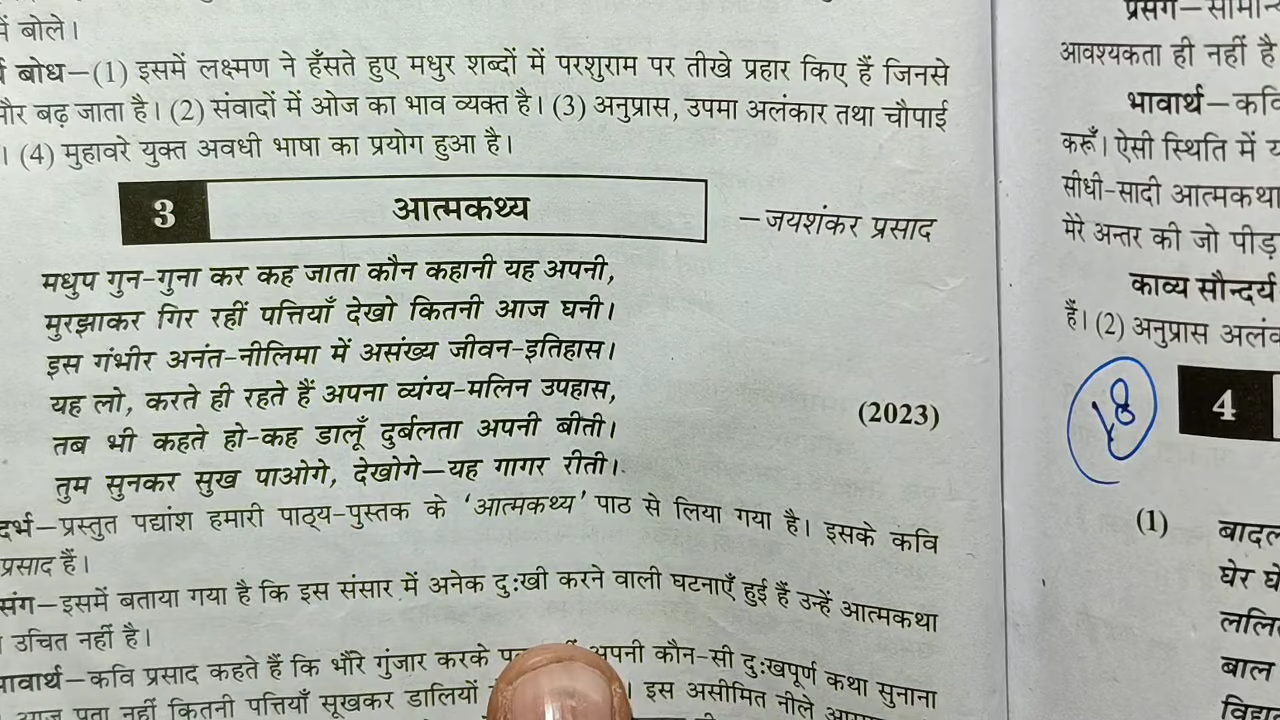 में बोले।
बोध—(1) इसमें लक्ष्मण ने हँसते हुए मधुर शब्दों में परशुराम पर तीखे प्रहार किए हैं जिनसे
और बढ़ जाता है। (2) संवादों में ओज का भाव व्यक्त है। (3) अनुप्रास, उपमा अलंकार तथा चौपाई
। (4) मुहावरे युक्त अवधी भाषा का प्रयोग हुआ है।
3 आत्मकथ्य —जयशंकर प्रसाद
मधुप गुन-गुना कर कह जाता कौन कहानी यह अपनी,
मुरझाकर गिर रहीं पत्तियाँ देखो कितनी आज घनी।
इस गंभीर अनंत-नीलिमा में असंख्य जीवन-इतिहास।
यह लो, करते ही रहते हैं अपना व्यंग्य-मलिन उपहास,
(2023)
तब भी कहते हो-कह डालूँ दुर्बलता अपनी बीती।
तुम सुनकर सुख पाओगे, देखोगे—यह गागर रीती।
दर्भ—प्रस्तुत पद्यांश हमारी पाठ्य-पुस्तक के 'आत्मकथ्य' पाठ से लिया गया है। इसके कवि
प्रसाद हैं।
संग—इसमें बताया गया है कि इस संसार में अनेक दुःखी करने वाली घटनाएँ हुई हैं उन्हें आत्मकथा
उचित नहीं है।
भावार्थ—कवि प्रसाद कहते हैं कि भौंरे गुंजार करके अपनी कौन-सी दुःखपूर्ण कथा सुनाना
आज पता नहीं कितनी पत्तियाँ सूखकर डालियों । इस असीमित नीले
प्रसंग—सामान्
आवश्यकता ही नहीं है
भावार्थ—कवि
करूँ। ऐसी स्थिति में
सीधी-सादी आत्मकथा
मेरे अन्तर की जो पीड़
काव्य सौन्दर्य
हैं। (2) अनुप्रास अलंक
18
4
(1) बादल
घेर घे
ललि
बाल